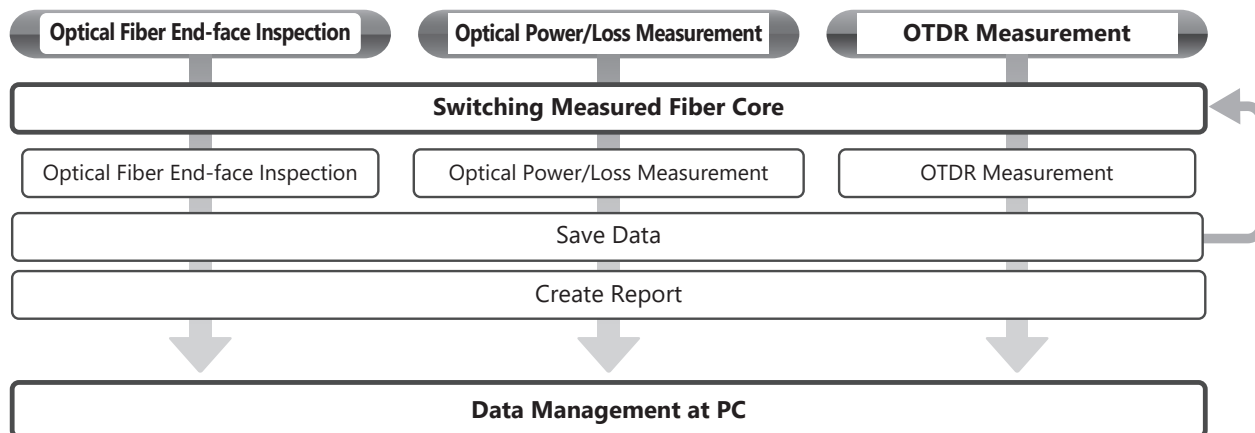 Optical Fiber End-face Inspection
Optical Power/Loss Measurement
OTDR Measurement
Switching Measured Fiber Core
Optical Fiber End-face Inspection
Optical Power/Loss Measurement
OTDR Measurement
Save Data
Create Report
Data Management at PC